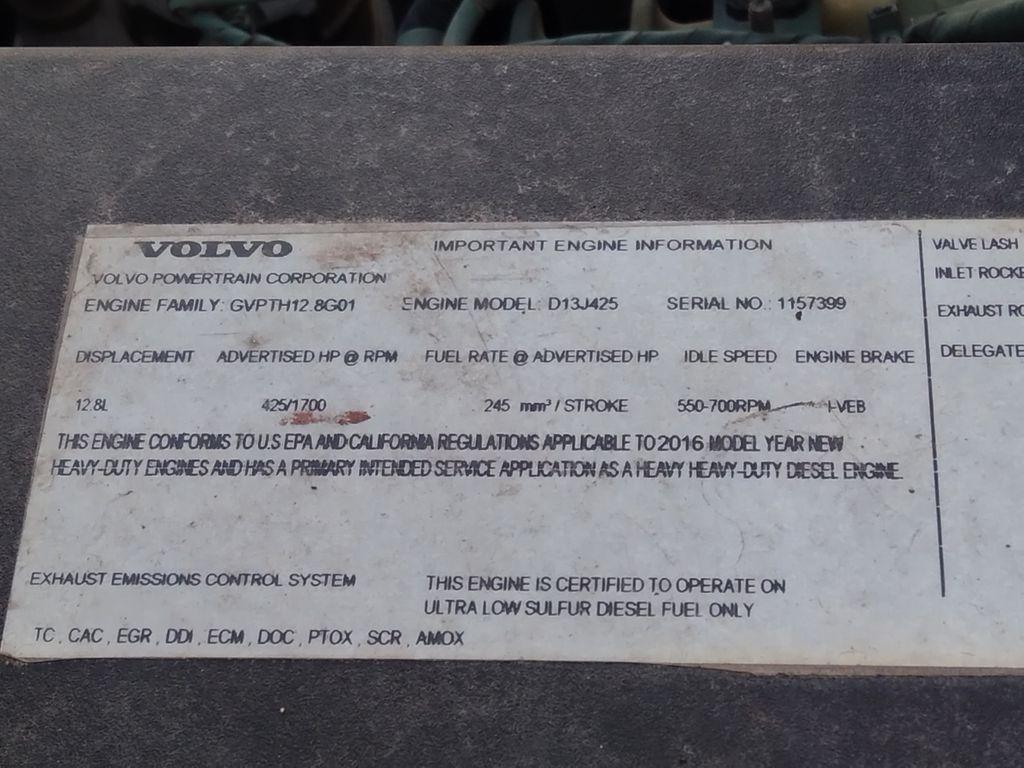 VOLVO IMPORTANT ENGINE INFORMATION
VOLVO POWERTRAIN CORPORATION
ENGINE FAMILY: GVPTH12.8G01 ENGINE MODEL: D13J425 SERIAL NO.: 1157399
DISPLACEMENT ADVERTISED HP @ RPM FUEL RATE @ ADVERTISED HP IDLE SPEED ENGINE BRAKE
12.8L 425/1700 245 mm³ / STROKE 550-700RPM I-VEB
THIS ENGINE CONFORMS TO U.S EPA AND CALIFORNIA REGULATIONS APPLICABLE TO 2016 MODEL YEAR NEW
HEAVY-DUTY ENGINES AND HAS A PRIMARY INTENDED SERVICE APPLICATION AS A HEAVY HEAVY-DUTY DIESEL ENGINE.
EXHAUST EMISSIONS CONTROL SYSTEM
TC , CAC , EGR , DDI , ECM , DOC , PTOX , SCR , AMOX
THIS ENGINE IS CERTIFIED TO OPERATE ON
ULTRA LOW SULFUR DIESEL FUEL ONLY
VALVE LASH
INLET ROCKE
EXHAUST RO
DELEGATE